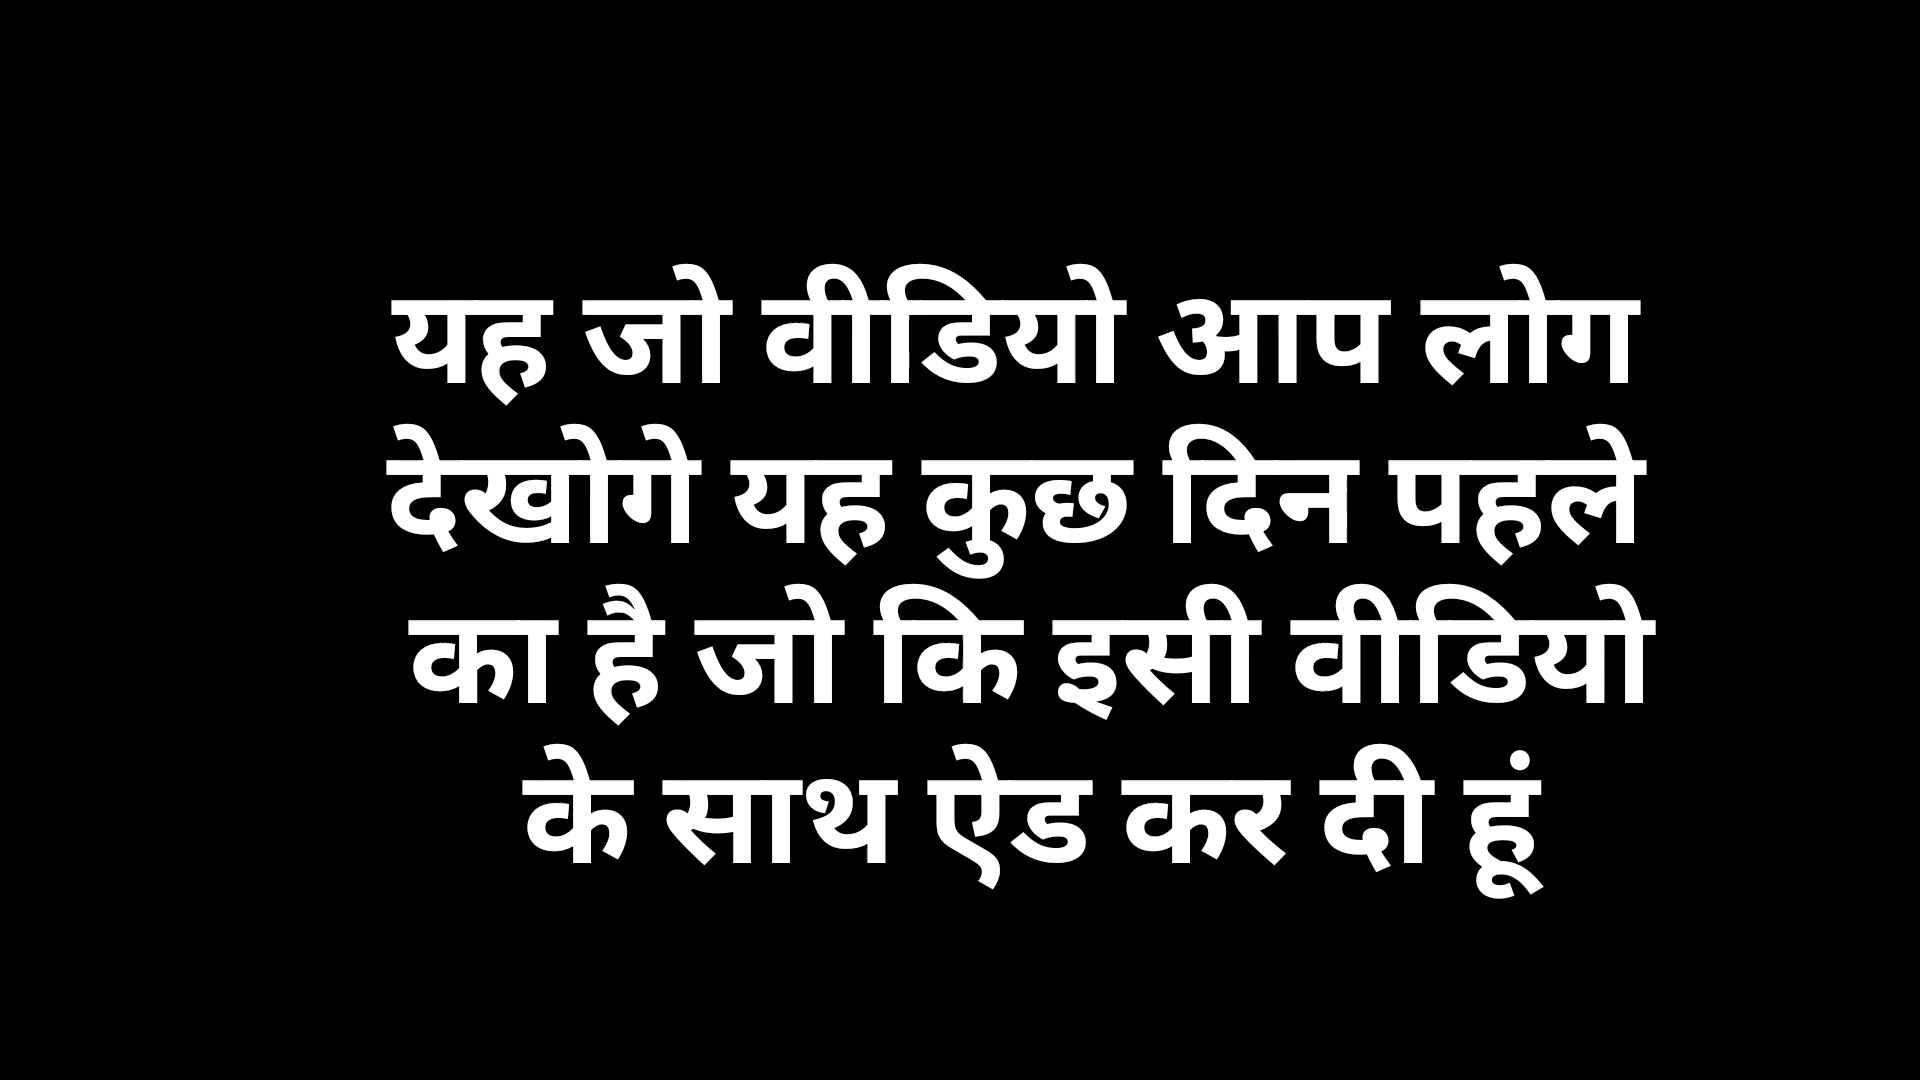 यह जो वीडियो आप लोग
देखोगे यह कुछ दिन पहले
का है जो कि इसी वीडियो
के साथ ऐड कर दी हूं